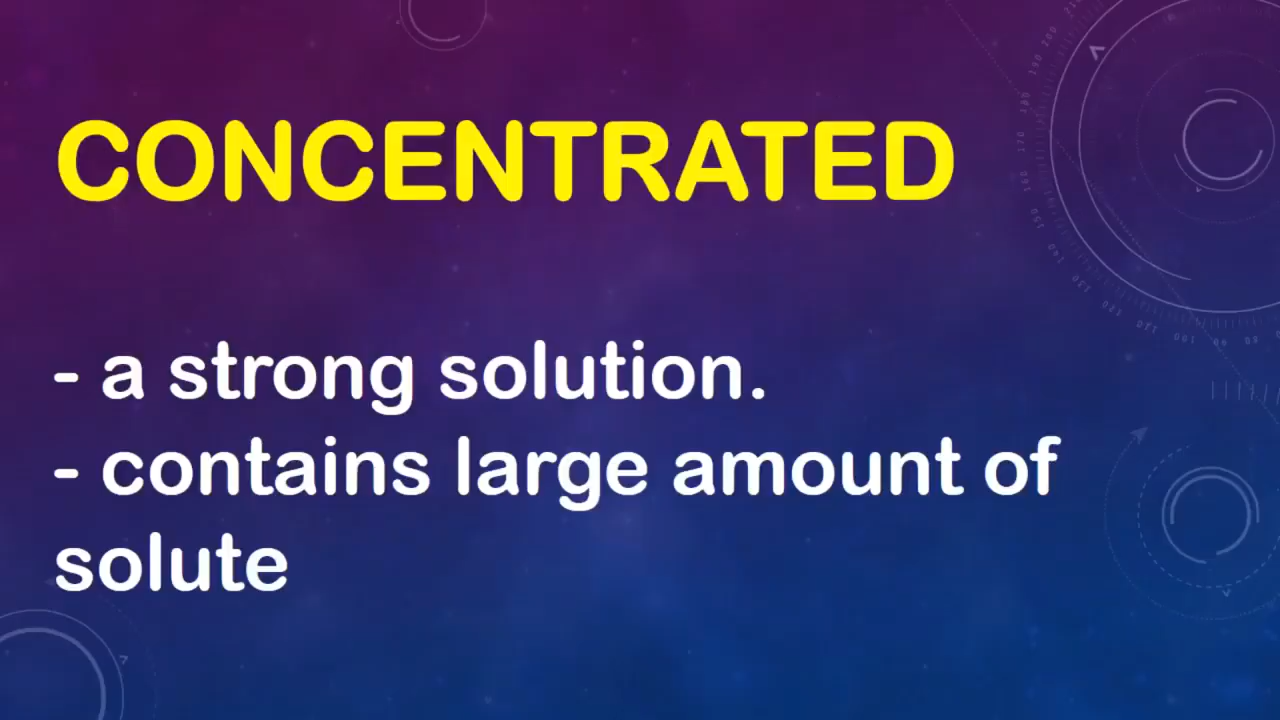 CONCENTRATED
- a strong solution.
- contains large amount of
solute